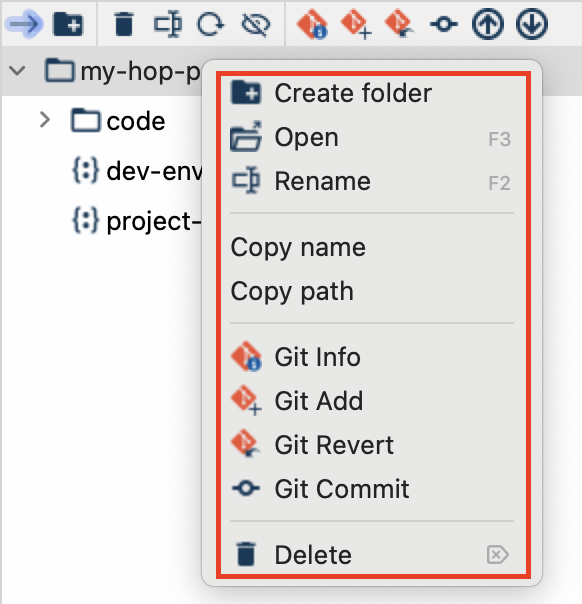 my-hop-p
code
dev-env
project-
Create folder
Open F3
Rename F2
Copy name
Copy path
Git Info
Git Add
Git Revert
Git Commit
Delete